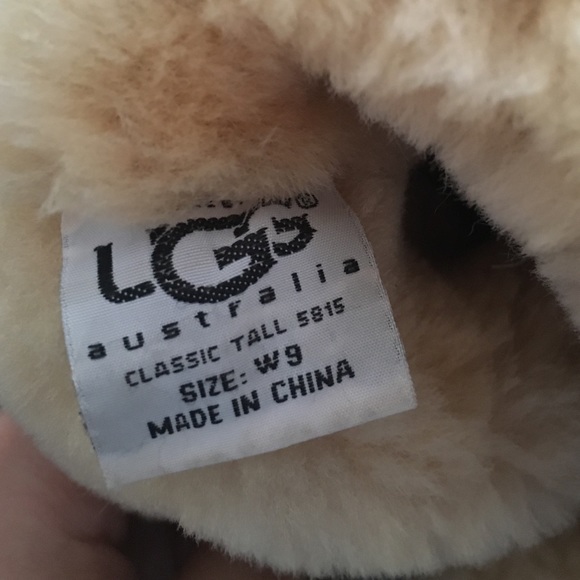 UGG®
australia
CLASSIC TALL 5815
SIZE: W9
MADE IN CHINA